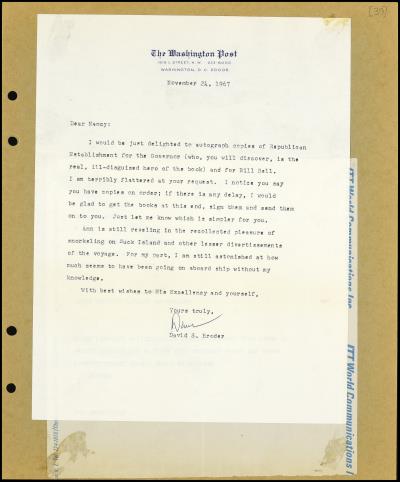 [39]
The Washington Post
1515 L STREET, N. W. 223-6000
WASHINGTON, D. C. 20005
November 24, 1967
Dear Nancy:
I would be just delighted to autograph copies of Republican
Establishment for the Governor (who, you will discover, is the
real, ill-disguised hero of the book) and for Bill Bell.
I am terribly flattered at your request. I notice you say
you have copies on order; if there is any delay, I would
be glad to get the books at this end, sign them and send them
on to you. Just let me know which is simpler for you.
Ann is still reeling in the recollected pleasure of
snorkeling on Buck Island and other lesser divertissements
of the voyage. For my part, I am still astonished at how
much seems to have been going on aboard ship without my
knowledge.
With best wishes to His Excellency and yourself,
Yours truly,
Dave
David S. Broder
ITT World Communications Inc
ITT World Communications I